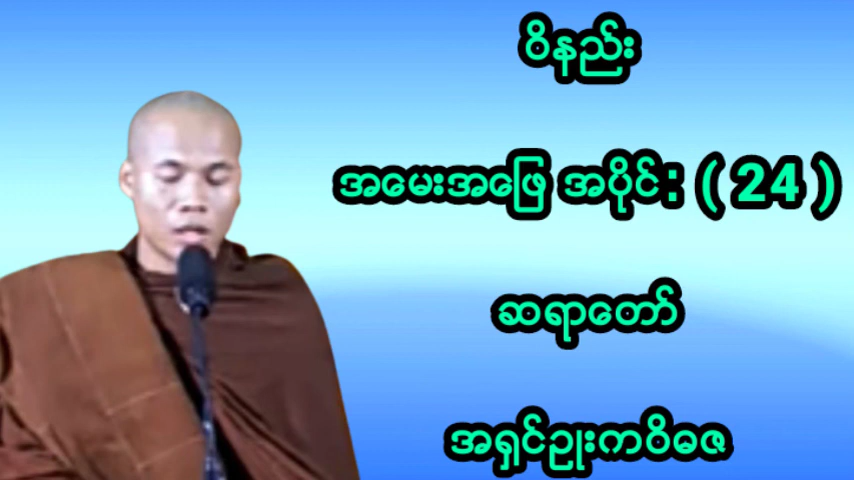 ဝိနည်း
အမေးအဖြေ အပိုင်း ( 24 )
ဆရာတော်
အရှင်ဥုးကဝိဓဇ